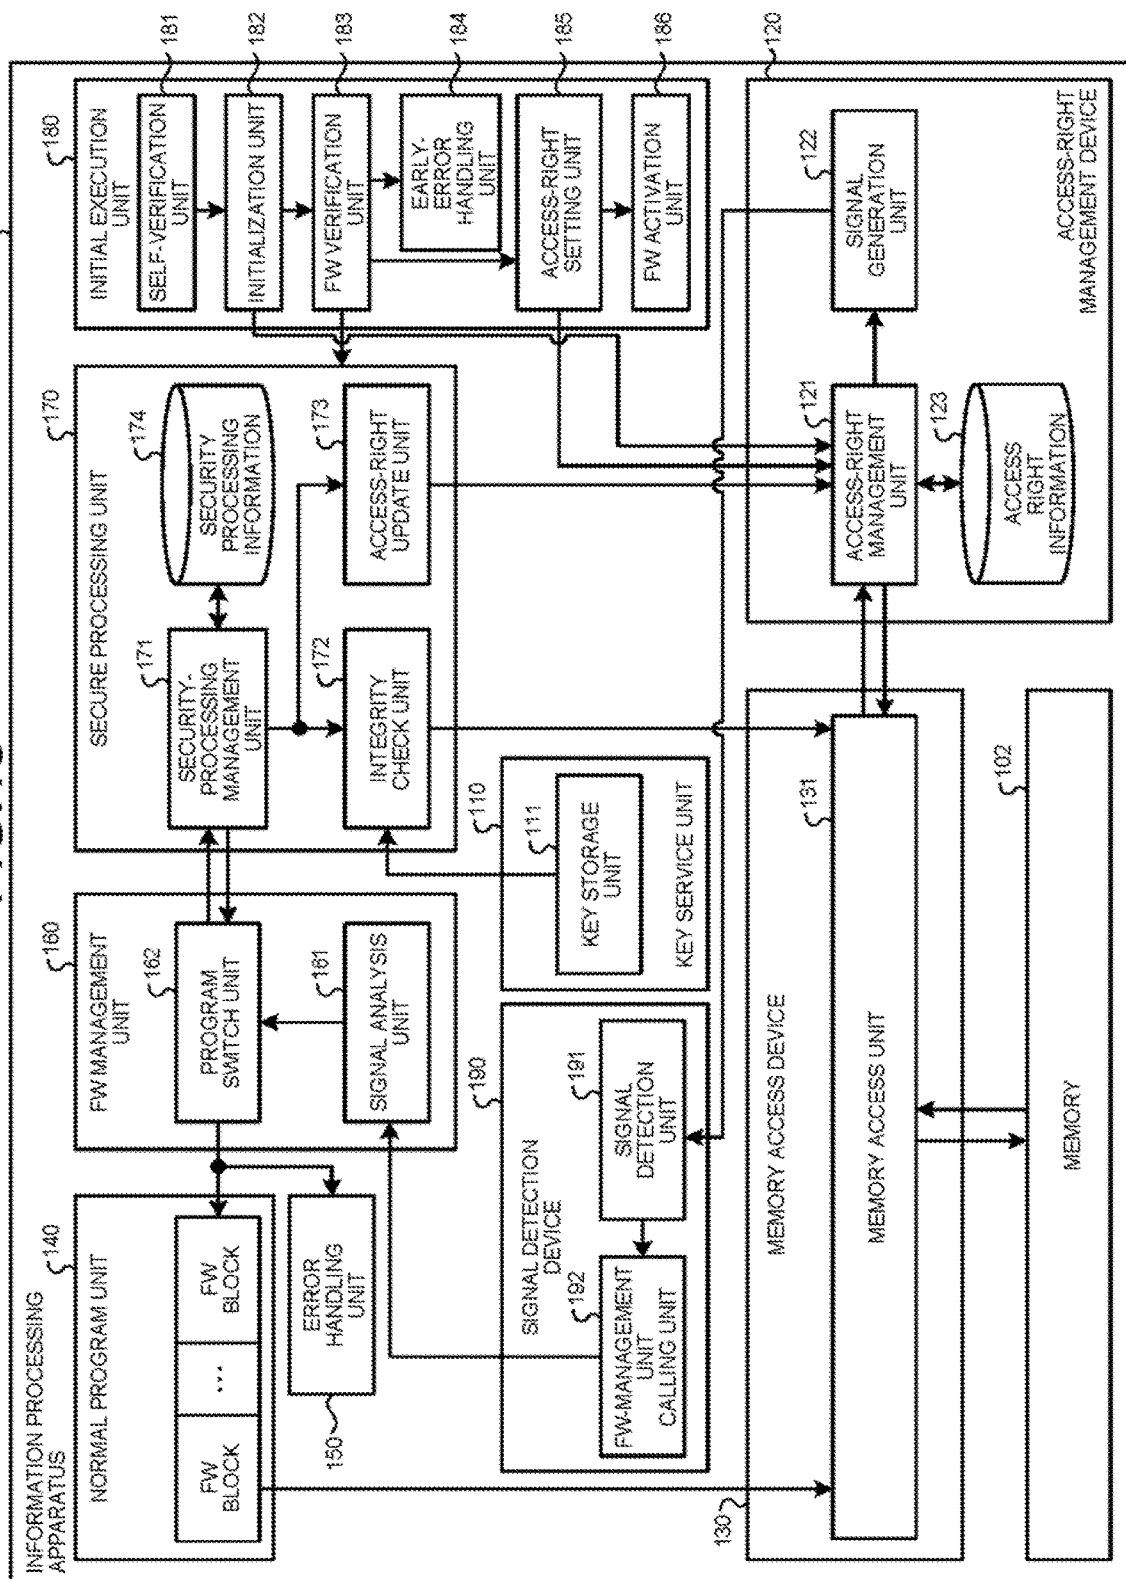 INFORMATION PROCESSING
APPARATUS
NORMAL PROGRAM UNIT
140
FW
BLOCK
...
FW
BLOCK
ERROR
HANDLING
UNIT
150
FW MANAGEMENT
UNIT
160
PROGRAM
SWITCH UNIT
162
SIGNAL ANALYSIS
UNIT
161
SECURE PROCESSING UNIT
170
SECURITY-
PROCESSING
MANAGEMENT
UNIT
171
SECURITY
PROCESSING
INFORMATION
174
INTEGRITY
CHECK UNIT
172
ACCESS-RIGHT
UPDATE UNIT
173
INITIAL EXECUTION
UNIT
180
SELF-VERIFICATION
UNIT
181
INITIALIZATION UNIT
182
FW VERIFICATION
UNIT
183
EARLY-
ERROR
HANDLING
UNIT
184
ACCESS-RIGHT
SETTING UNIT
185
FW ACTIVATION
UNIT
186
SIGNAL DETECTION
DEVICE
190
SIGNAL
DETECTION
UNIT
191
FW-MANAGEMENT
UNIT
CALLING UNIT
192
110
111
KEY STORAGE
UNIT
KEY SERVICE UNIT
130
MEMORY ACCESS DEVICE
MEMORY ACCESS UNIT
131
MEMORY
102
120
SIGNAL
GENERATION
UNIT
122
ACCESS-RIGHT
MANAGEMENT
UNIT
121
ACCESS
RIGHT
INFORMATION
123
ACCESS-RIGHT
MANAGEMENT DEVICE